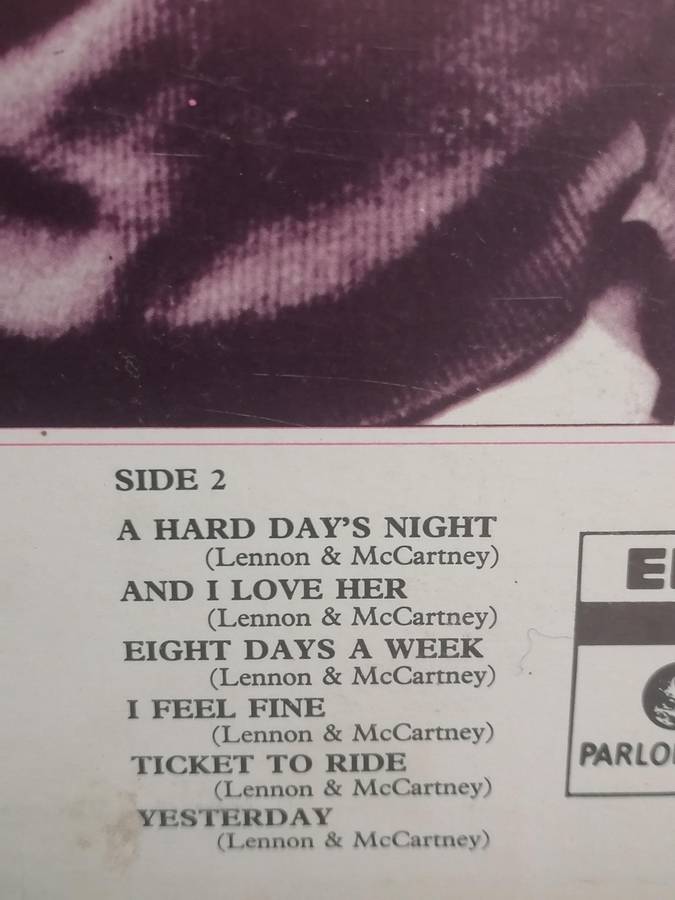 SIDE 2
A HARD DAY'S NIGHT
(Lennon & McCartney)
AND I LOVE HER
(Lennon & McCartney)
EIGHT DAYS A WEEK
(Lennon & McCartney)
I FEEL FINE
(Lennon & McCartney)
TICKET TO RIDE
(Lennon & McCartney)
YESTERDAY
(Lennon & McCartney)